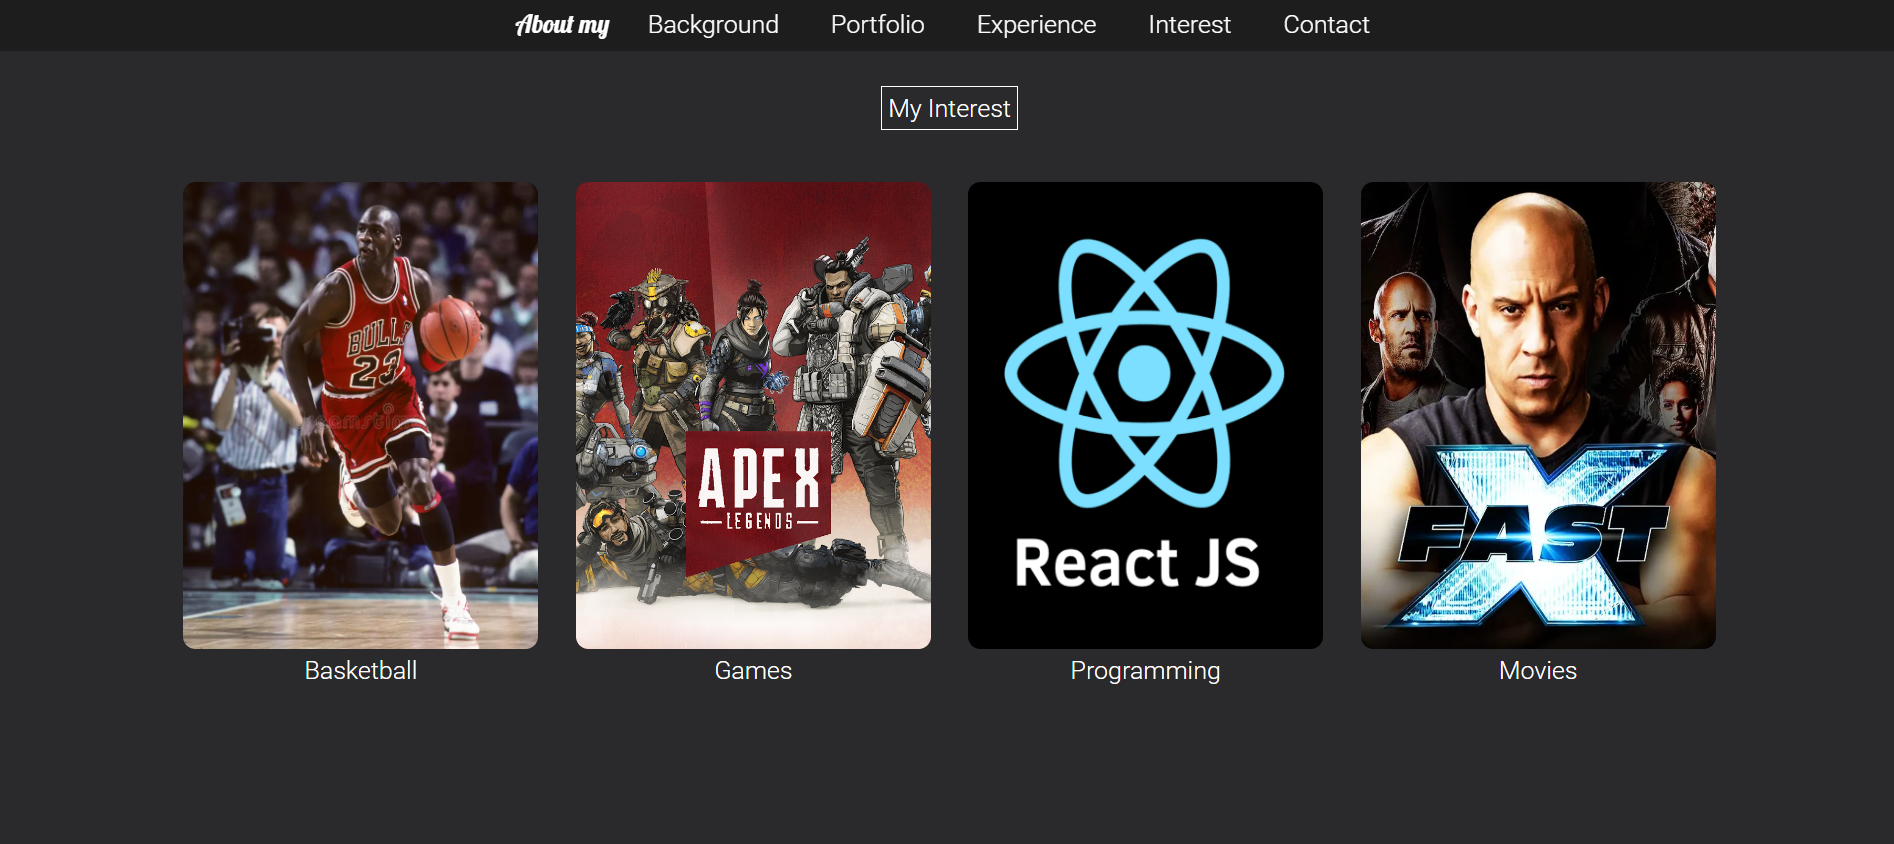 About my Background Portfolio Experience Interest Contact
My Interest
BULLS
23
APEX
LEGENDS
React JS
FAST
X
Basketball Games Programming Movies